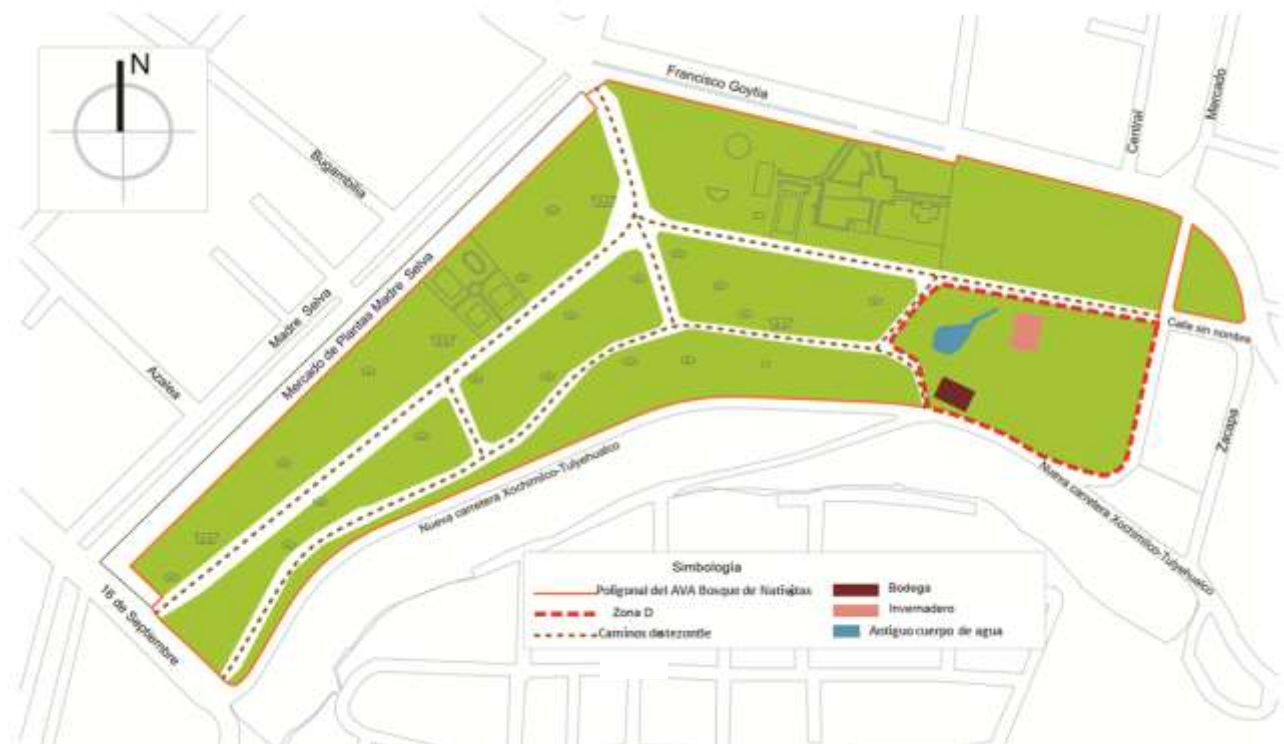 N
Francisco Goytia
Central
Mercado
Bugambilia
Madre Selva
Mercado de Plantas Madre Selva
Azalea
Calle sin nombre
Zacapa
Nueva carretera Xochimilco-Tulyehualco
Nueva carretera Xochimilco-Tulyehualco
16 de Septiembre
Simbología
Poligonal del AVA Bosque de Nativitas
Zona D
Caminos de tezontle
Bodega
Invernadero
Antiguo cuerpo de agua